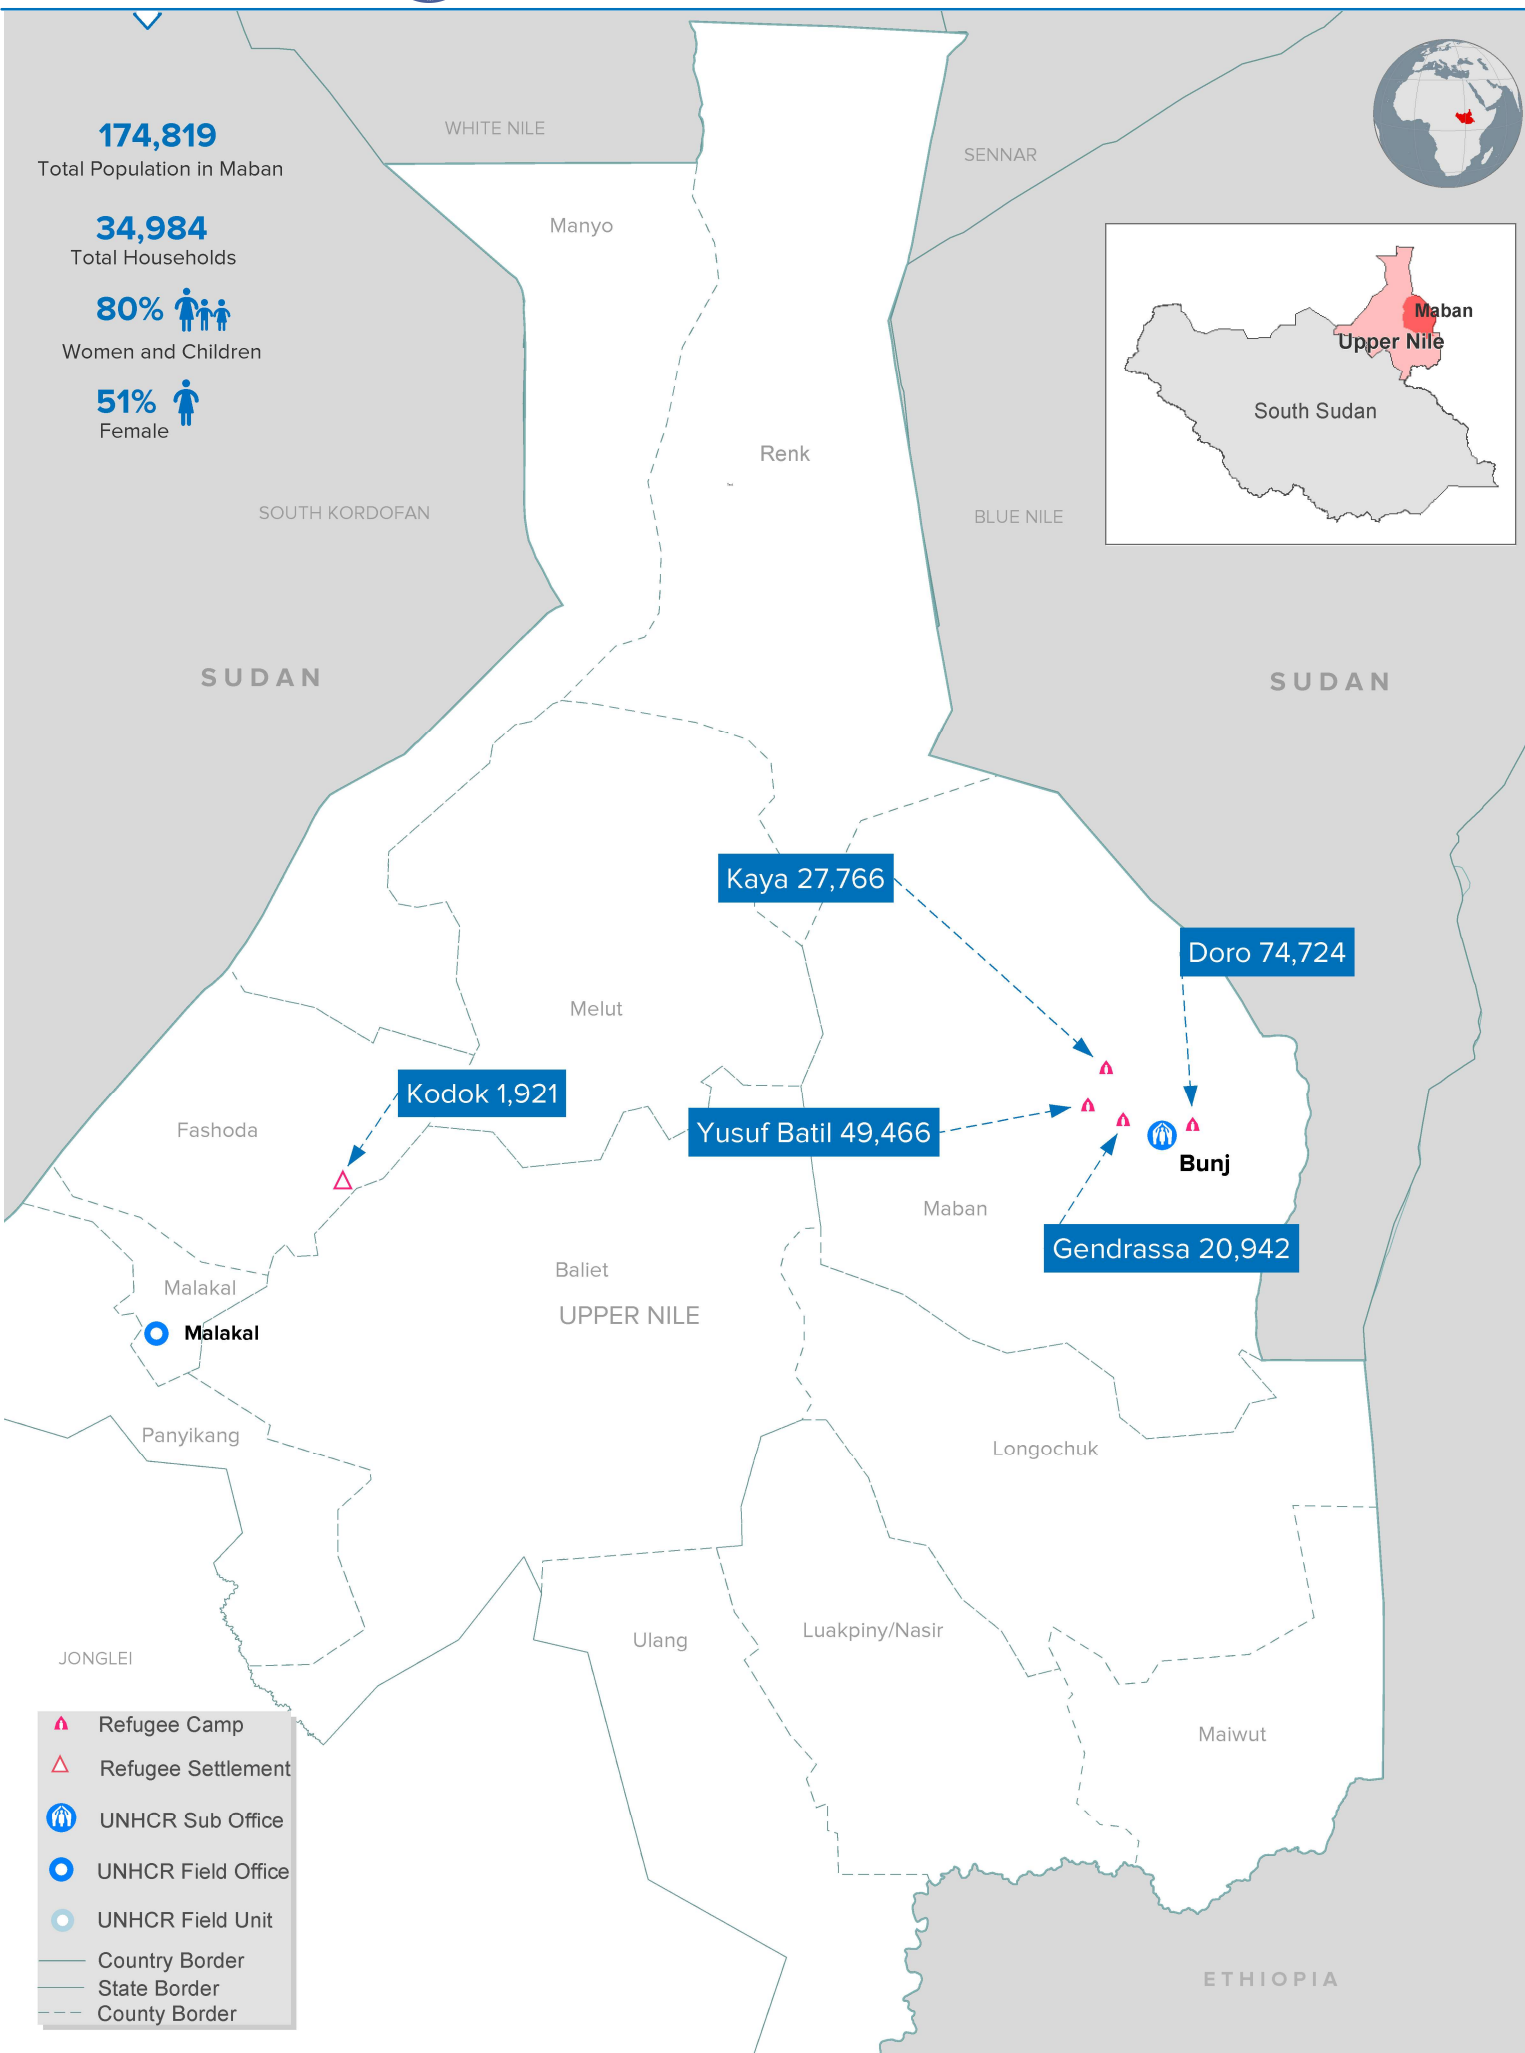 174,819
Total Population in Maban
34,984
Total Households
80%
Women and Children
51%
Female
WHITE NILE
SENNAR
Manyo
Renk
SOUTH KORDOFAN
BLUE NILE
Maban
Upper Nile
South Sudan
SUDAN
SUDAN
Kaya 27,766
Doro 74,724
Melut
Kodok 1,921
Fashoda
Yusuf Batil 49,466
Bunj
Maban
Gendrassa 20,942
Baliet
Malakal
UPPER NILE
Malakal
Panyikang
Longochuk
Luakpiny/Nasir
Ulang
JONGLEI
Maiwut
Refugee Camp
Refugee Settlement
UNHCR Sub Office
UNHCR Field Office
UNHCR Field Unit
Country Border
State Border
County Border
ETHIOPIA